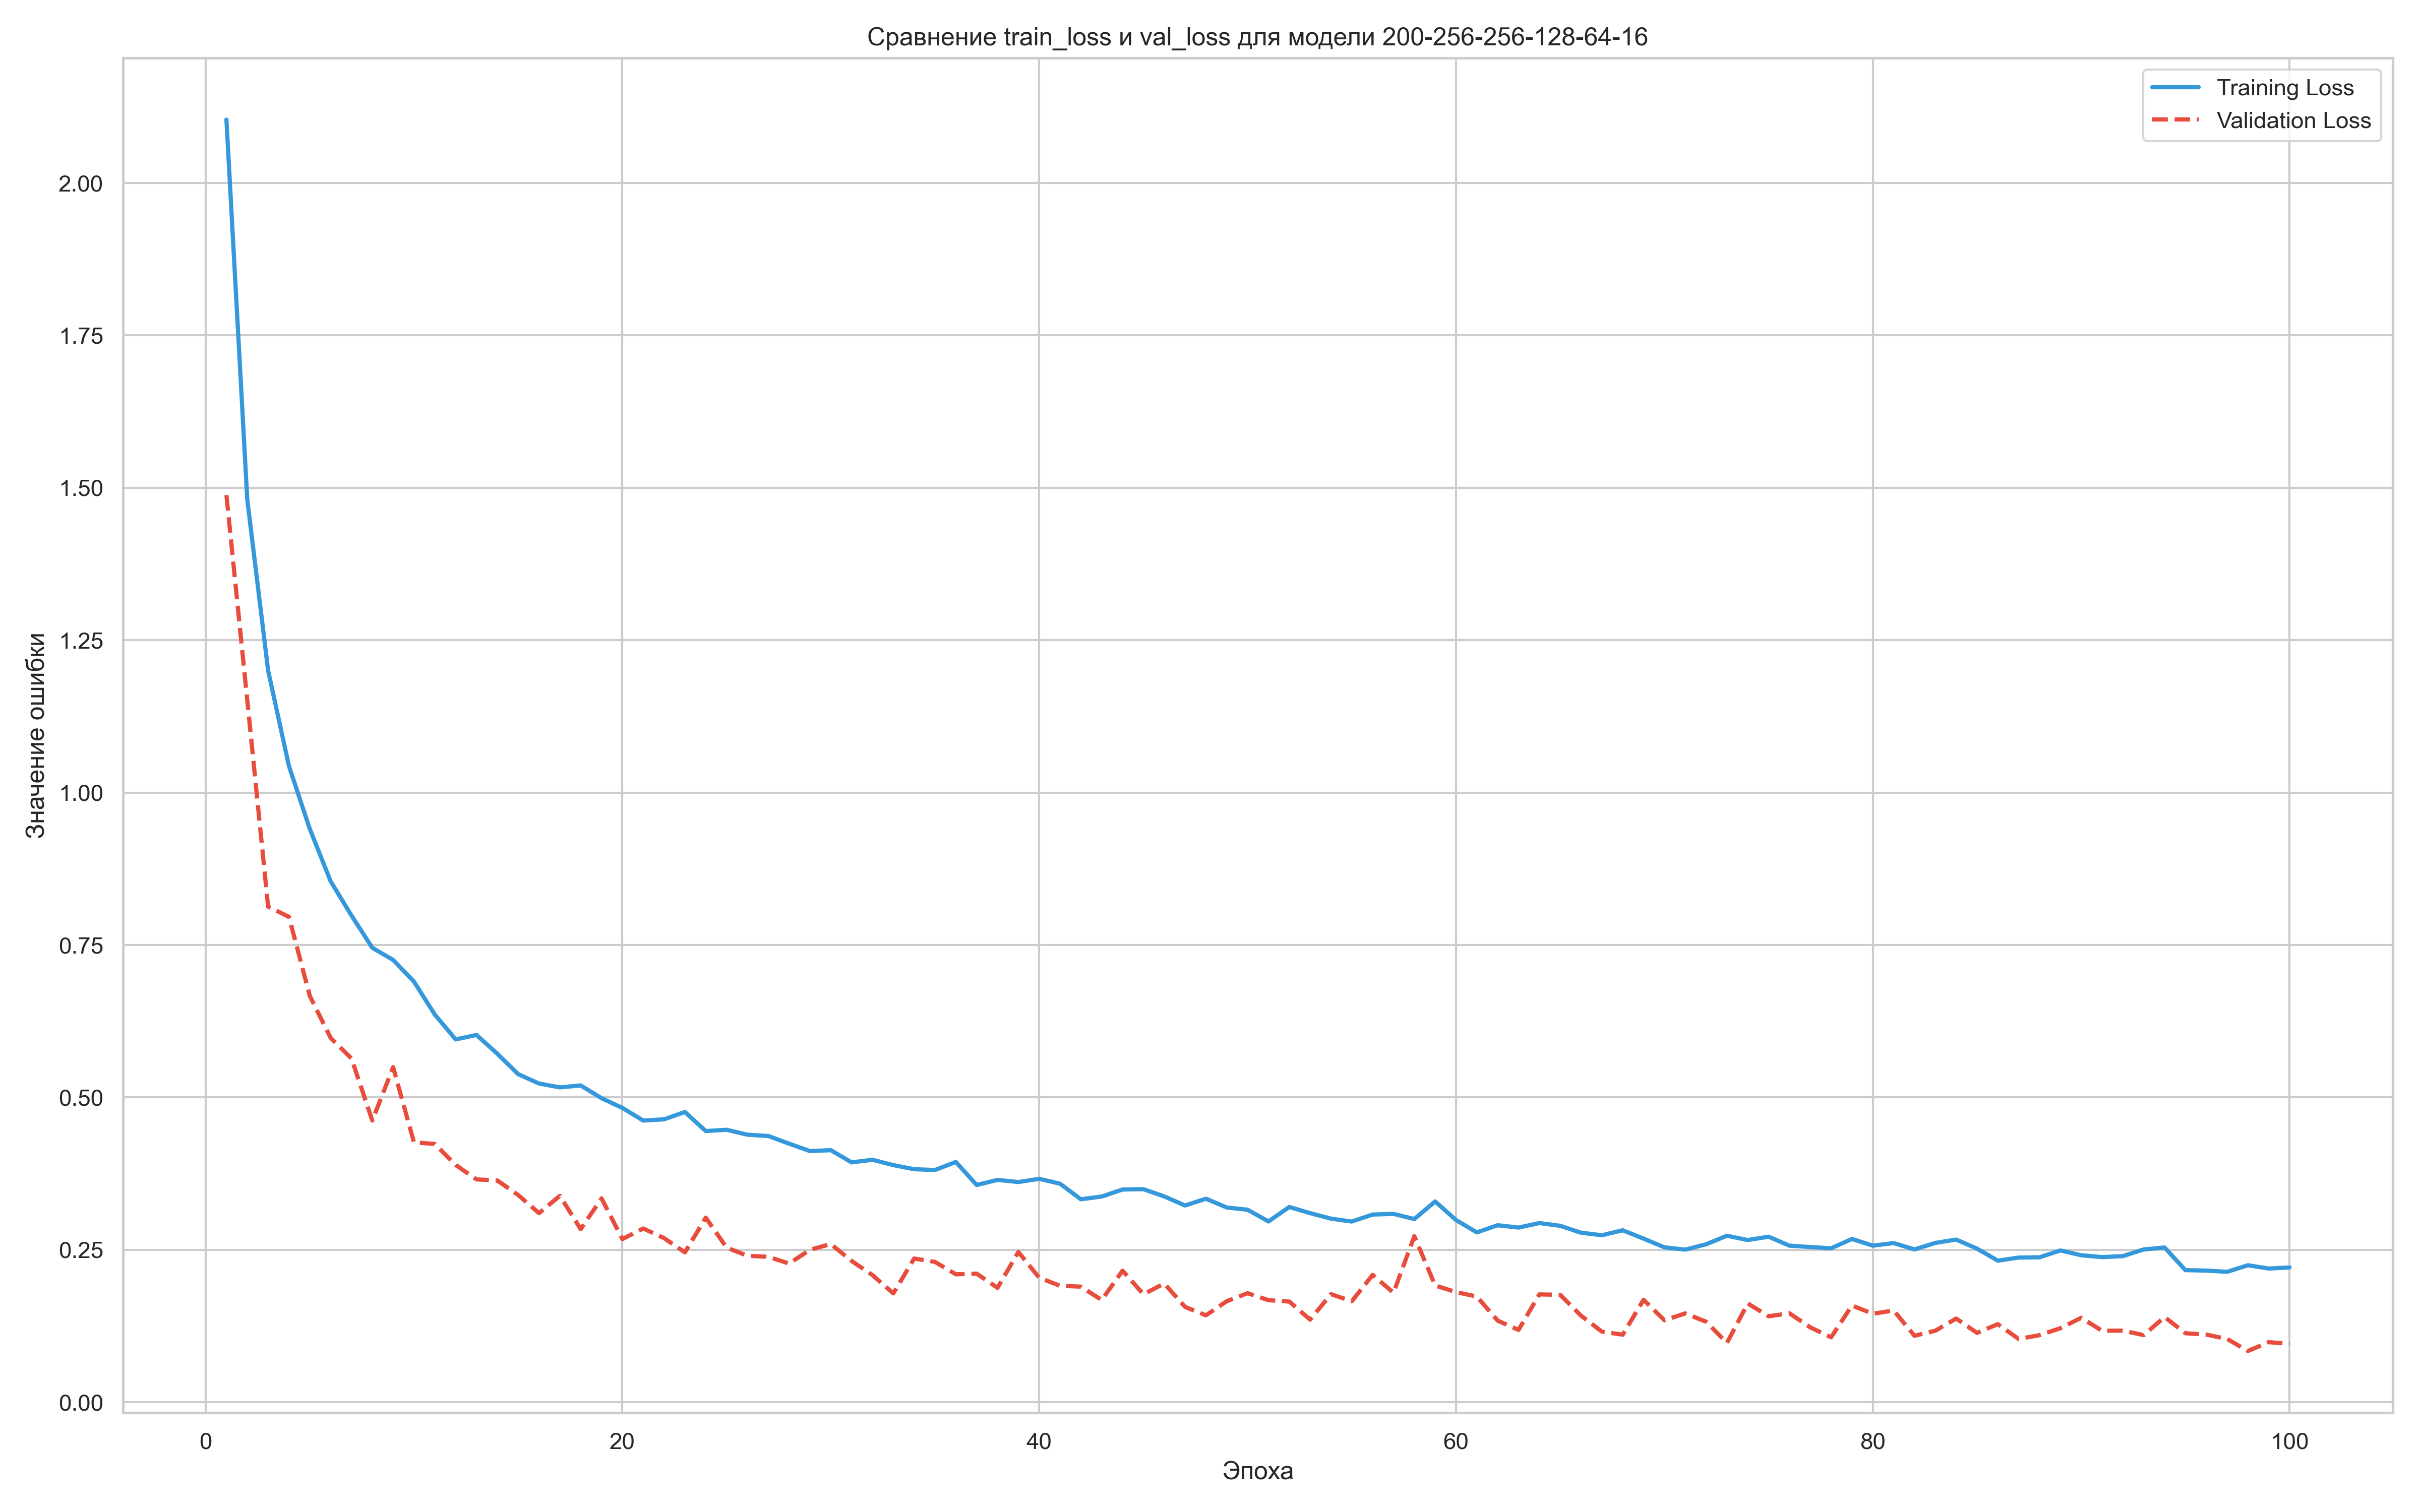 Сравнение train_loss и val_loss для модели 200-256-256-128-64-16
Training Loss
Validation Loss
Значение ошибки
2.00
1.75
1.50
1.25
1.00
0.75
0.50
0.25
0.00
0 20 40 60 80 100
Эпоха